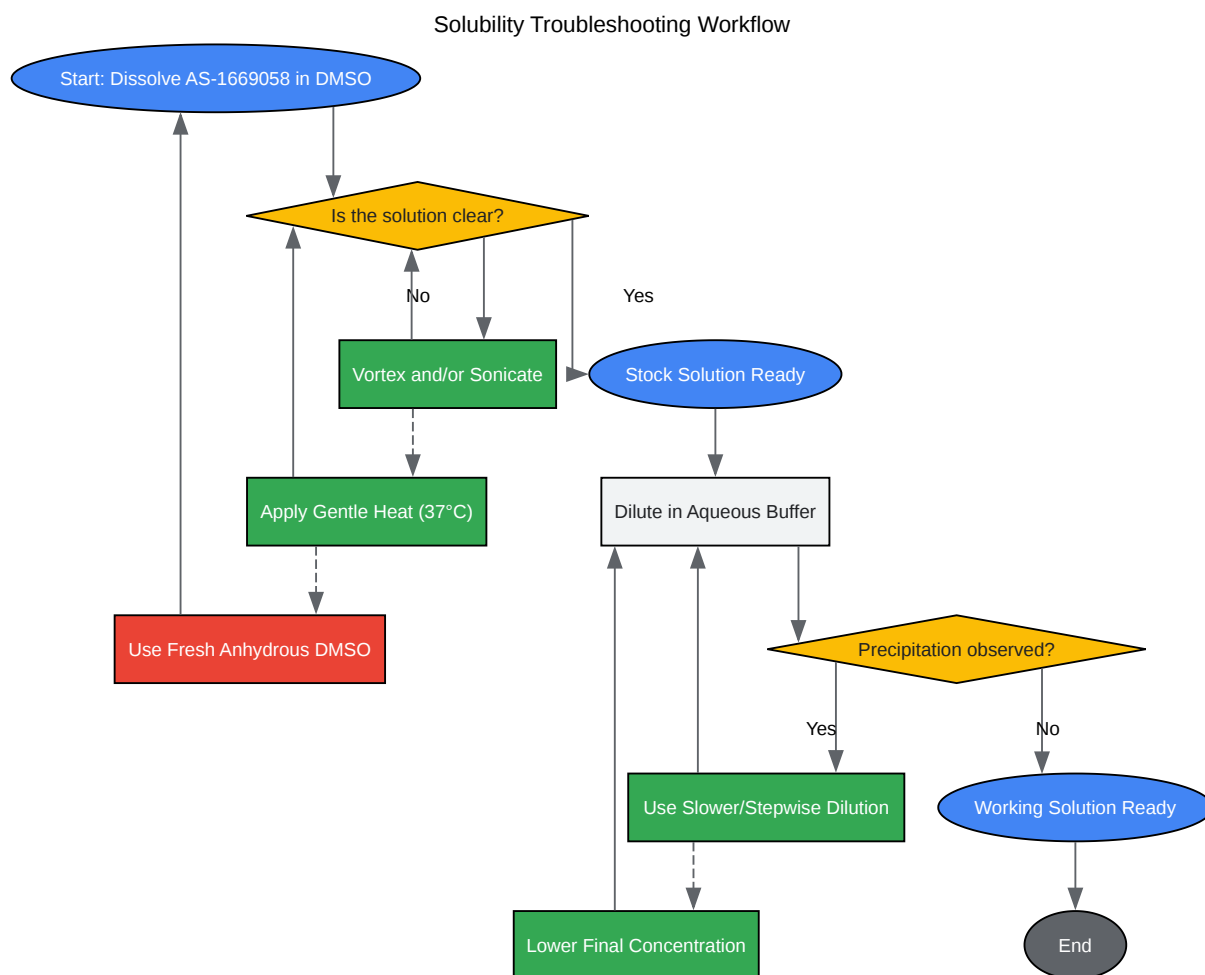 Solubility Troubleshooting Workflow
Start: Dissolve AS-1669058 in DMSO
Is the solution clear?
No
Yes
Vortex and/or Sonicate
Stock Solution Ready
Apply Gentle Heat (37°C)
Dilute in Aqueous Buffer
Use Fresh Anhydrous DMSO
Precipitation observed?
Yes
No
Use Slower/Stepwise Dilution
Working Solution Ready
Lower Final Concentration
End